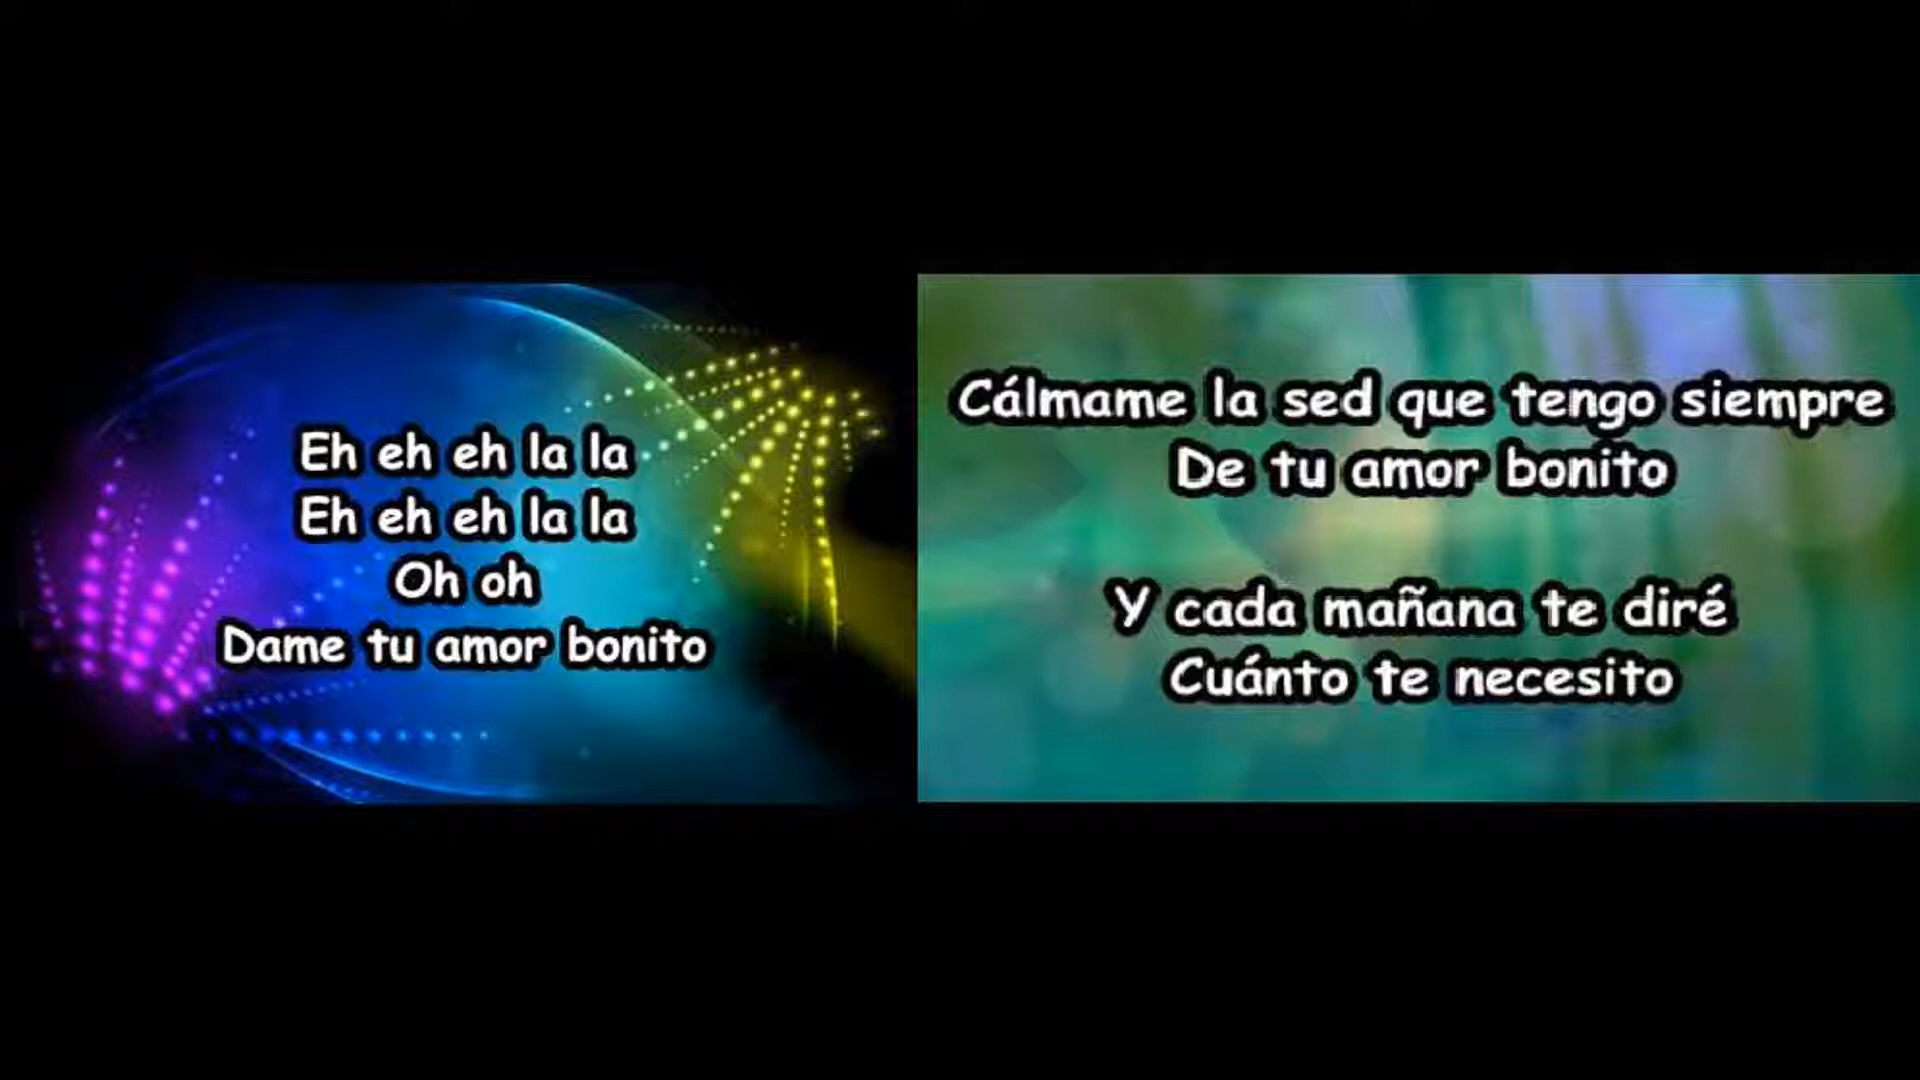 Eh eh eh la la
Eh eh eh la la
Oh oh
Dame tu amor bonito
Cálmame la sed que tengo siempre
De tu amor bonito
Y cada mañana te diré
Cuánto te necesito